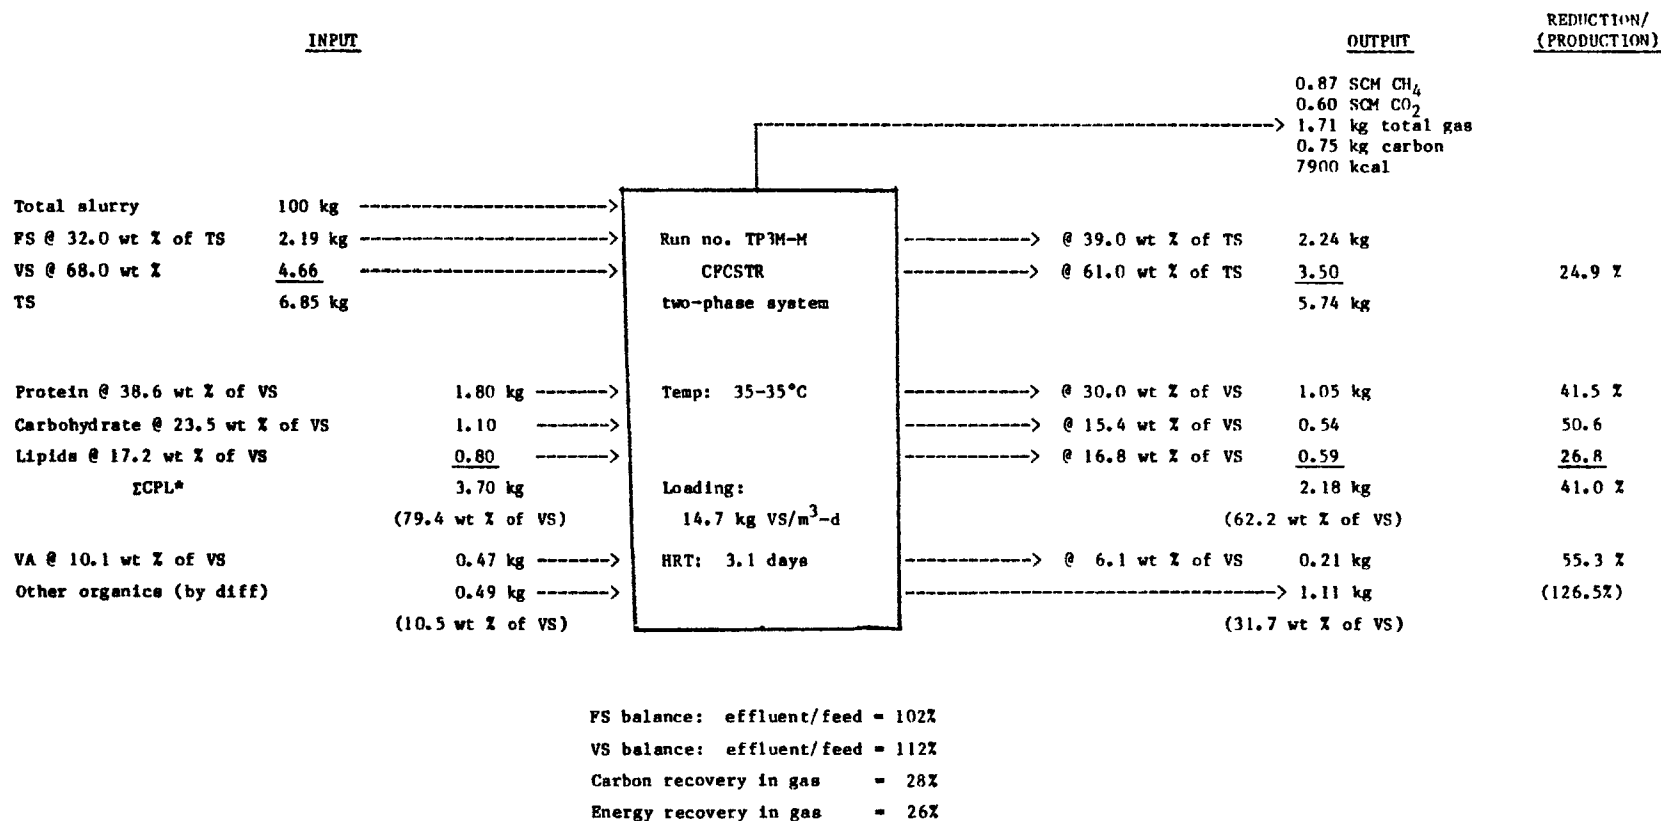 INPUT OUTPUT REDUCTION/
(PRODUCTION)
0.87 SCM CH4
0.60 SCM CO2
1.71 kg total gas
0.75 kg carbon
7900 kcal
Total slurry 100 kg
FS @ 32.0 wt % of TS 2.19 kg Run no. TP3M-M @ 39.0 wt % of TS 2.24 kg
VS @ 68.0 wt % 4.66 CFCSTR @ 61.0 wt % of TS 3.50 24.9 %
TS 6.85 kg two-phase system 5.74 kg
Protein @ 38.6 wt % of VS 1.80 kg Temp: 35-35°C @ 30.0 wt % of VS 1.05 kg 41.5 %
Carbohydrate @ 23.5 wt % of VS 1.10 @ 15.4 wt % of VS 0.54 50.6
Lipids @ 17.2 wt % of VS 0.80 @ 16.8 wt % of VS 0.59 26.8
ΣCPL* 3.70 kg Loading: 2.18 kg 41.0 %
(79.4 wt % of VS) 14.7 kg VS/m3-d (62.2 wt % of VS)
VA @ 10.1 wt % of VS 0.47 kg HRT: 3.1 days @ 6.1 wt % of VS 0.21 kg 55.3 %
Other organics (by diff) 0.49 kg 1.11 kg (126.5%)
(10.5 wt % of VS) (31.7 wt % of VS)
FS balance: effluent/feed = 102%
VS balance: effluent/feed = 112%
Carbon recovery in gas = 28%
Energy recovery in gas = 26%